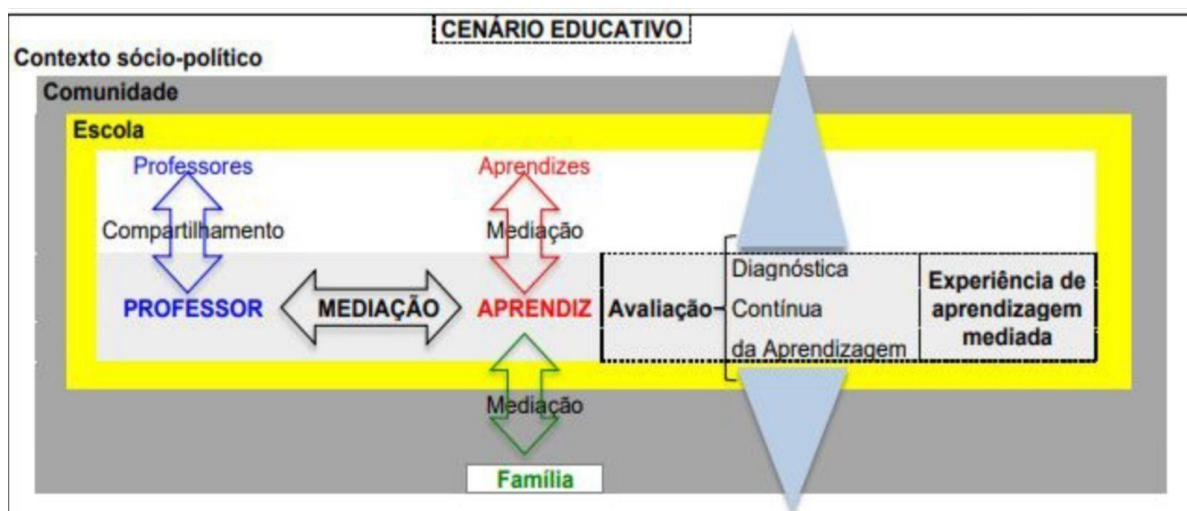 CENÁRIO EDUCATIVO
Contexto sócio-político
Comunidade
Escola
Professores
Aprendizes
Compartilhamento
Mediação
PROFESSOR
MEDIAÇÃO
APRENDIZ
Avaliação
Diagnóstica
Contínua
da Aprendizagem
Experiência de
aprendizagem
mediada
Mediação
Família